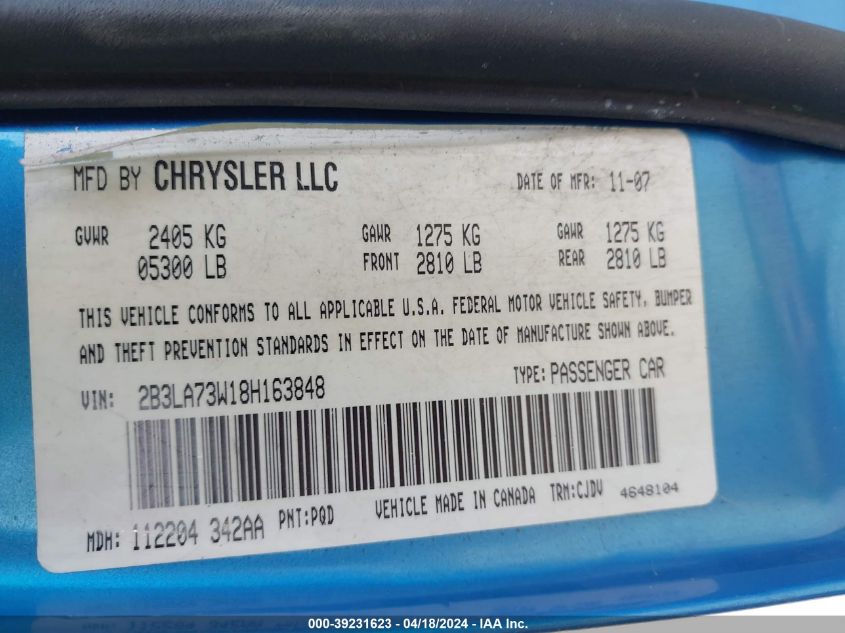 MFD BY CHRYSLER LLC DATE OF MFR: 11-07
GVWR 2405 KG GAWR 1275 KG GAWR 1275 KG
05300 LB FRONT 2810 LB REAR 2810 LB
THIS VEHICLE CONFORMS TO ALL APPLICABLE U.S.A. FEDERAL MOTOR VEHICLE SAFETY, BUMPER
AND THEFT PREVENTION STANDARDS IN EFFECT ON THE DATE OF MANUFACTURE SHOWN ABOVE.
VIN: 2B3LA73W18H163848 TYPE: PASSENGER CAR
MDH: 112204 342AA PNT: PQD VEHICLE MADE IN CANADA TRM: CJDV 4648104
000-39231623 - 04/18/2024 - IAA Inc.